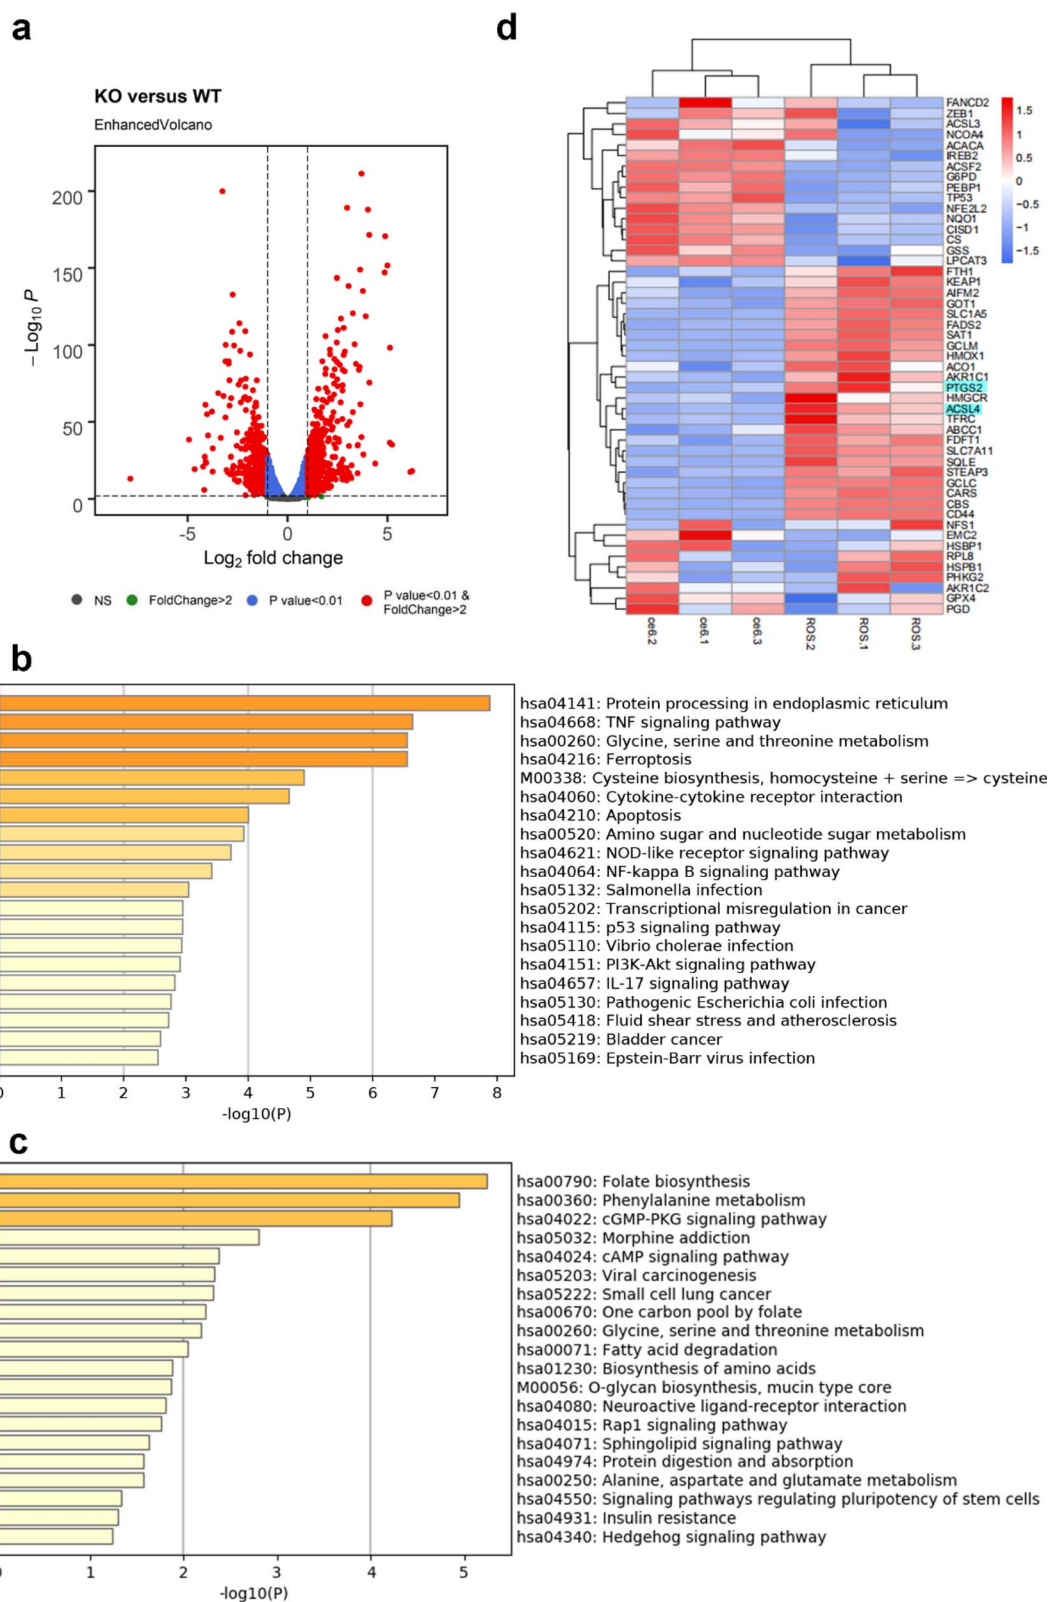 a
KO versus WT
EnhancedVolcano
200
150
100
50
0
-5
0
5
− Log10 P
Log2 fold change
NS
FoldChange>2
P value<0.01
P value<0.01 &
FoldChange>2
d
FANCD2
ZEB1
ACSL3
NCOA4
ACACA
IREB2
ACSF2
G6PD
PEBP1
TP53
NFE2L2
NQO1
CISD1
CS
GSS
LPCAT3
FTH1
KEAP1
AIFM2
GOT1
SLC1A5
FADS2
SAT1
GCLM
HMOX1
ACO1
AKR1C1
PTGS2
HMGCR
ACSL4
TFRC
ABCC1
FDFT1
SLC7A11
SQLE
STEAP3
GCLC
CARS
CBS
CD44
NFS1
EMC2
HSBP1
RPL8
HSPB1
PHKG2
AKR1C2
GPX4
PGD
1.5
0.5
0
−0.5
−1.5
ce6.2
ce6.1
ce6.3
ROS.2
ROS.1
ROS.3
b
hsa04141: Protein processing in endoplasmic reticulum
hsa04668: TNF signaling pathway
hsa00260: Glycine, serine and threonine metabolism
hsa04216: Ferroptosis
M00338: Cysteine biosynthesis, homocysteine + serine => cysteine
hsa04060: Cytokine-cytokine receptor interaction
hsa04210: Apoptosis
hsa00520: Amino sugar and nucleotide sugar metabolism
hsa04621: NOD-like receptor signaling pathway
hsa04064: NF-kappa B signaling pathway
hsa05132: Salmonella infection
hsa05202: Transcriptional misregulation in cancer
hsa04115: p53 signaling pathway
hsa05110: Vibrio cholerae infection
hsa04151: PI3K-Akt signaling pathway
hsa04657: IL-17 signaling pathway
hsa05130: Pathogenic Escherichia coli infection
hsa05418: Fluid shear stress and atherosclerosis
hsa05219: Bladder cancer
hsa05169: Epstein-Barr virus infection
0 1 2 3 4 5 6 7 8
-log10(P)
c
hsa00790: Folate biosynthesis
hsa00360: Phenylalanine metabolism
hsa04022: cGMP-PKG signaling pathway
hsa05032: Morphine addiction
hsa04024: cAMP signaling pathway
hsa05203: Viral carcinogenesis
hsa05222: Small cell lung cancer
hsa00670: One carbon pool by folate
hsa00260: Glycine, serine and threonine metabolism
hsa00071: Fatty acid degradation
hsa01230: Biosynthesis of amino acids
M00056: O-glycan biosynthesis, mucin type core
hsa04080: Neuroactive ligand-receptor interaction
hsa04015: Rap1 signaling pathway
hsa04071: Sphingolipid signaling pathway
hsa04974: Protein digestion and absorption
hsa00250: Alanine, aspartate and glutamate metabolism
hsa04550: Signaling pathways regulating pluripotency of stem cells
hsa04931: Insulin resistance
hsa04340: Hedgehog signaling pathway
0 1 2 3 4 5
-log10(P)